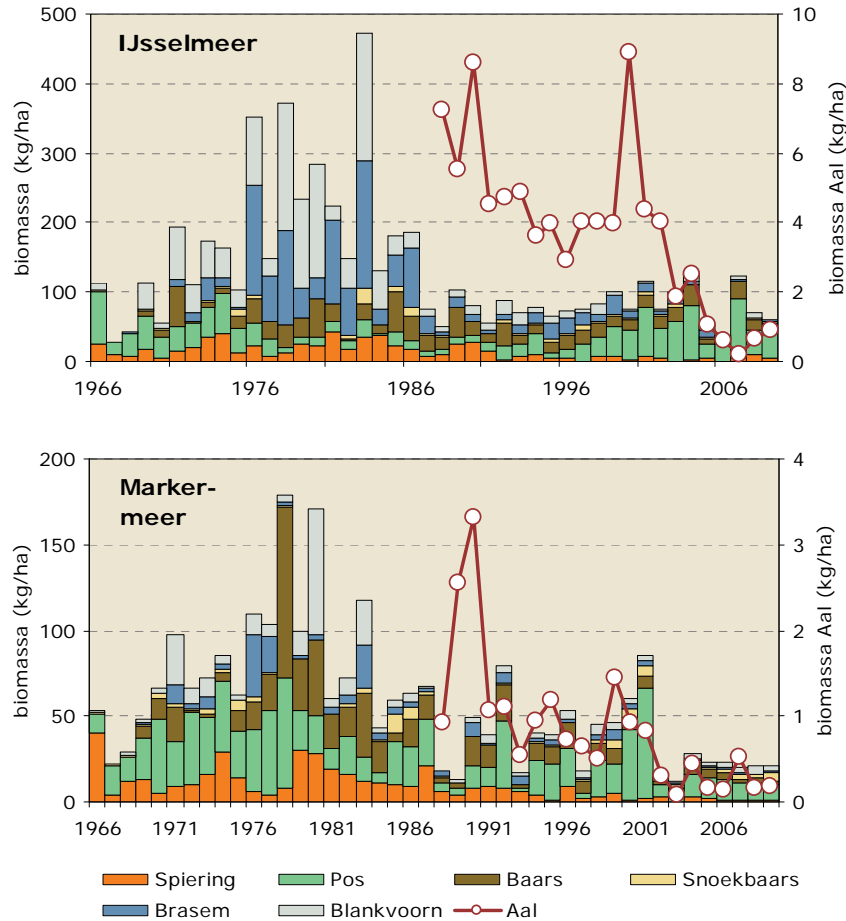 500
10
IJsselmeer
400
8
300
6
200
4
100
2
0
0
biomassa (kg/ha)
biomassa Aal (kg/ha)
1966
1976
1986
1996
2006
200
4
Marker-
meer
150
3
100
2
50
1
0
0
biomassa (kg/ha)
biomassa Aal (kg/ha)
1966
1971
1976
1981
1986
1991
1996
2001
2006
Spiering
Pos
Baars
Snoekbaars
Brasem
Blankvoorn
Aal